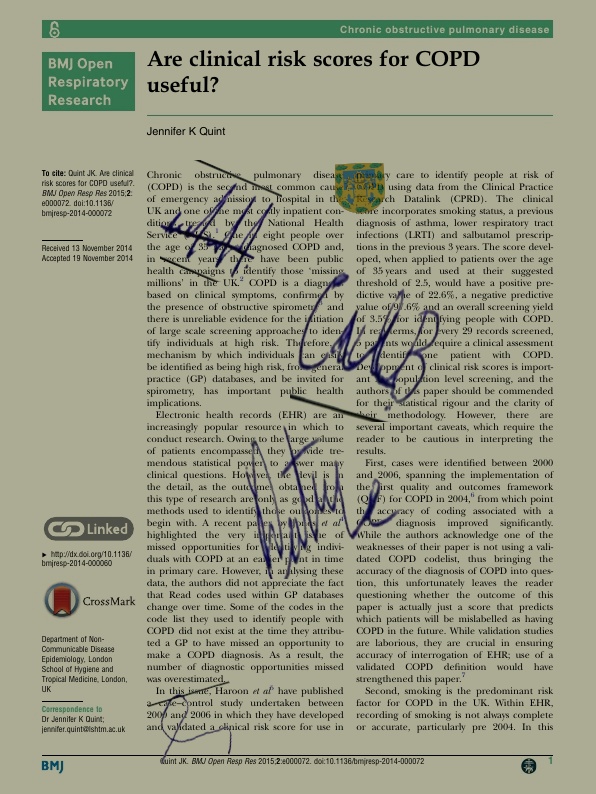 Chronic obstructive pulmonary disease
BMJ Open
Respiratory
Research
Are clinical risk scores for COPD
useful?
Jennifer K Quint
To cite: Quint JK. Are clinical
risk scores for COPD useful?.
BMJ Open Resp Res 2015;2:
e000072. doi:10.1136/
bmjresp-2014-000072
Received 13 November 2014
Accepted 19 November 2014
Linked
▸ http://dx.doi.org/10.1136/
bmjresp-2014-000060
CrossMark
Department of Non-
Communicable Disease
Epidemiology, London
School of Hygiene and
Tropical Medicine, London,
UK
Correspondence to
Dr Jennifer K Quint;
jennifer.quint@lshtm.ac.uk
Chronic obstructive pulmonary disease
(COPD) is the second most common cause
of emergency admission to hospital in the
UK and one of the most costly inpatient con-
ditions treated by the National Health
Service One in eight people over
the age of 35 diagnosed COPD and,
in recent years, there have been public
health campaigns to identify those ‘missing
millions’ in the UK.2 COPD is a diagnosis
based on clinical symptoms, confirmed by
the presence of obstructive spirometry and
there is unreliable evidence for the initiation
of large scale screening approaches to iden-
tify individuals at high risk. Therefore,
mechanism by which individuals can easily
be identified as being high risk, from general
practice (GP) databases, and be invited for
spirometry, has important public health
implications.
Electronic health records (EHR) are an
increasingly popular resource in which to
conduct research. Owing to the large volume
of patients encompassed, they provide tre-
mendous statistical power to answer many
clinical questions. However, the devil is in
the detail, as the outcomes obtained from
this type of research are only as good as the
methods used to identify those outcomes to
begin with. A recent paper by Jones et al
highlighted the very important issue of
missed opportunities for identifying indivi-
duals with COPD at an earlier point in time
in primary care. However, in analysing these
data, the authors did not appreciate the fact
that Read codes used within GP databases
change over time. Some of the codes in the
code list they used to identify people with
COPD did not exist at the time they attribu-
ted a GP to have missed an opportunity to
make a COPD diagnosis. As a result, the
number of diagnostic opportunities missed
was overestimated.
In this issue, Haroon et al have published
a case–control study undertaken between
2000 and 2006 in which they have developed
and validated a clinical risk score for use in
primary care to identify people at risk of
using data from the Clinical Practice
Research Datalink (CPRD). The clinical
score incorporates smoking status, a previous
diagnosis of asthma, lower respiratory tract
infections (LRTI) and salbutamol prescrip-
tions in the previous 3 years. The score devel-
oped, when applied to patients over the age
of 35 years and used at their suggested
threshold of 2.5, would have a positive pre-
dictive value of 22.6%, a negative predictive
value of 97.6% and an overall screening yield
of 3.5% for identifying people with COPD.
In real terms, for every 29 records screened,
5 patients would require a clinical assessment
to identify one patient with COPD.
Development of clinical risk scores is import-
ant population level screening, and the
authors of this paper should be commended
for their statistical rigour and the clarity of
their methodology. However, there are
several important caveats, which require the
reader to be cautious in interpreting the
results.
First, cases were identified between 2000
and 2006, spanning the implementation of
the first quality and outcomes framework
(QOF) for COPD in 2004,6 from which point
the accuracy of coding associated with a
COPD diagnosis improved significantly.
While the authors acknowledge one of the
weaknesses of their paper is not using a vali-
dated COPD codelist, thus bringing the
accuracy of the diagnosis of COPD into ques-
tion, this unfortunately leaves the reader
questioning whether the outcome of this
paper is actually just a score that predicts
which patients will be mislabelled as having
COPD in the future. While validation studies
are laborious, they are crucial in ensuring
accuracy of interrogation of EHR; use of a
validated COPD definition would have
strengthened this paper.7
Second, smoking is the predominant risk
factor for COPD in the UK. Within EHR,
recording of smoking is not always complete
or accurate, particularly pre 2004. In this
BMJ
Quint JK. BMJ Open Resp Res 2015;2:e000072. doi:10.1136/bmjresp-2014-000072
1